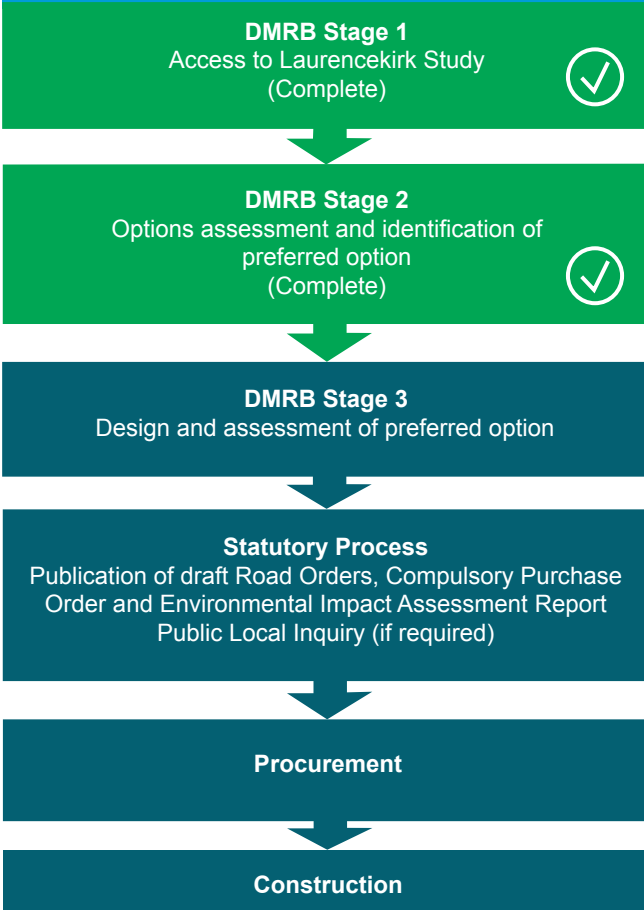 DMRB Stage 1
Access to Laurencekirk Study
(Complete)
DMRB Stage 2
Options assessment and identification of
preferred option
(Complete)
DMRB Stage 3
Design and assessment of preferred option
Statutory Process
Publication of draft Road Orders, Compulsory Purchase
Order and Environmental Impact Assessment Report
Public Local Inquiry (if required)
Procurement
Construction